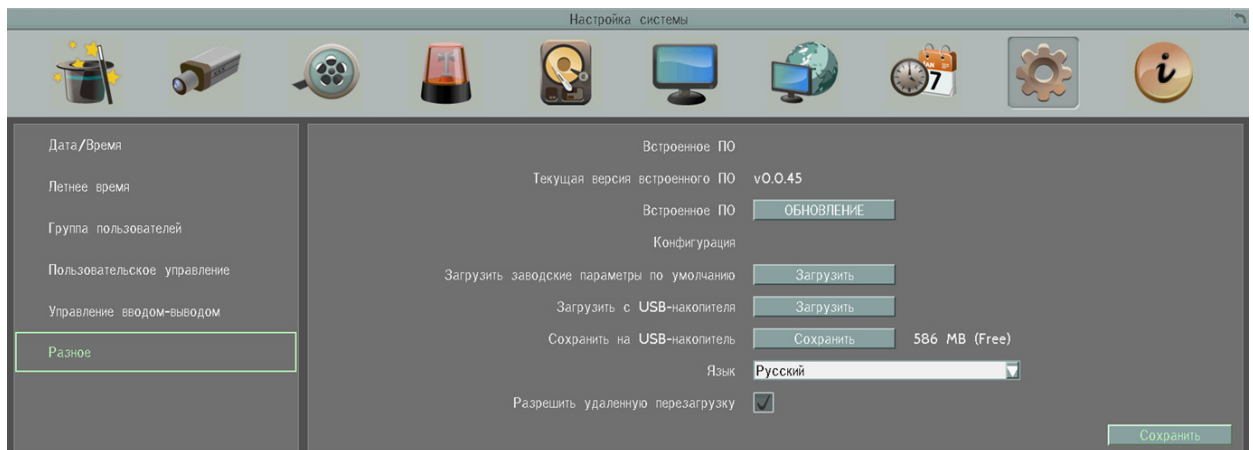 Настройка системы
JAN
7
i
Дата/Время
Летнее время
Группа пользователей
Пользовательское управление
Управление вводом-выводом
Разное
Встроенное ПО
Текущая версия встроенного ПО v0.0.45
Встроенное ПО ОБНОВЛЕНИЕ
Конфигурация
Загрузить заводские параметры по умолчанию Загрузить
Загрузить с USB-накопителя Загрузить
Сохранить на USB-накопитель Сохранить 586 MB (Free)
Язык Русский
Разрешить удаленную перезагрузку
Сохранить